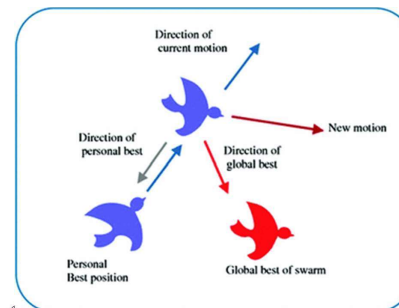 Direction of
current motion
New motion
Direction of
personal best
Direction of
global best
Personal
Best position
Global best of swarm